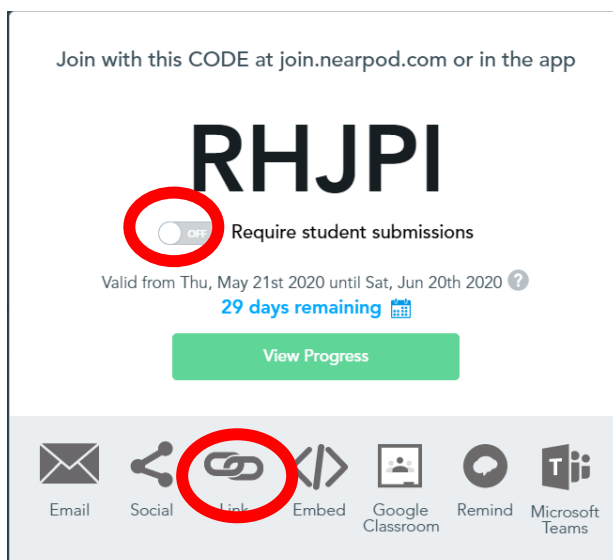 Join with this CODE at join.nearpod.com or in the app
RHJPI
OFF Require student submissions
Valid from Thu, May 21st 2020 until Sat, Jun 20th 2020 ?
29 days remaining
View Progress
Email Social Link Embed Google Classroom Remind Microsoft Teams